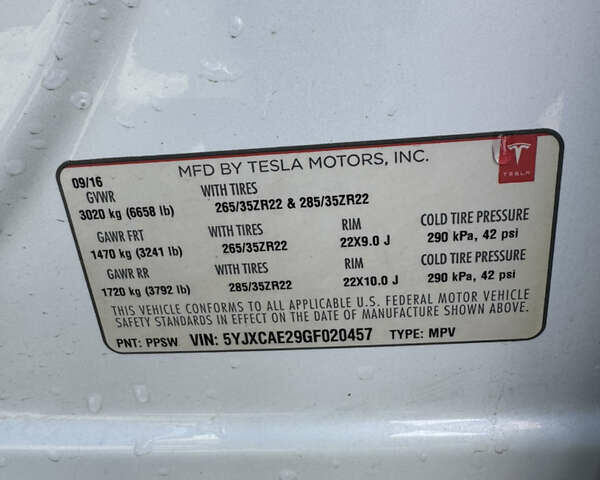 MFD BY TESLA MOTORS, INC.
TESLA
09/16
GVWR WITH TIRES
3020 kg (6658 lb) 265/35ZR22 & 285/35ZR22
GAWR FRT WITH TIRES RIM COLD TIRE PRESSURE
1470 kg (3241 lb) 265/35ZR22 22X9.0 J 290 kPa, 42 psi
GAWR RR WITH TIRES RIM COLD TIRE PRESSURE
1720 kg (3792 lb) 285/35ZR22 22X10.0 J 290 kPa, 42 psi
THIS VEHICLE CONFORMS TO ALL APPLICABLE U.S. FEDERAL MOTOR VEHICLE
SAFETY STANDARDS IN EFFECT ON THE DATE OF MANUFACTURE SHOWN ABOVE.
PNT: PPSW VIN: 5YJXCAE29GF020457 TYPE: MPV